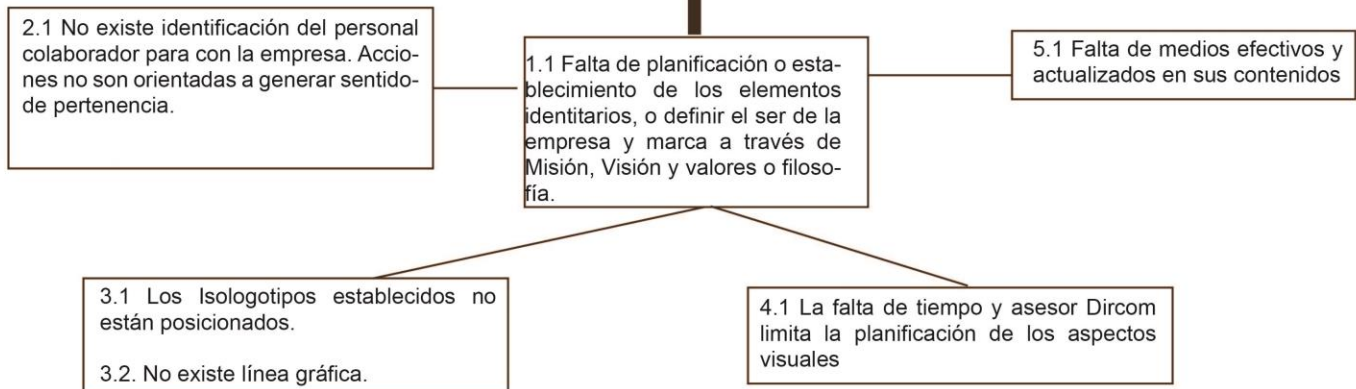 2.1 No existe identificación del personal
colaborador para con la empresa. Accio-
nes no son orientadas a generar sentido-
de pertenencia.
1.1 Falta de planificación o esta-
blecimiento de los elementos
identitarios, o definir el ser de la
empresa y marca a través de
Misión, Visión y valores o filoso-
fía.
5.1 Falta de medios efectivos y
actualizados en sus contenidos
3.1 Los Isologotipos establecidos no
están posicionados.
3.2. No existe línea gráfica.
4.1 La falta de tiempo y asesor Dircom
limita la planificación de los aspectos
visuales